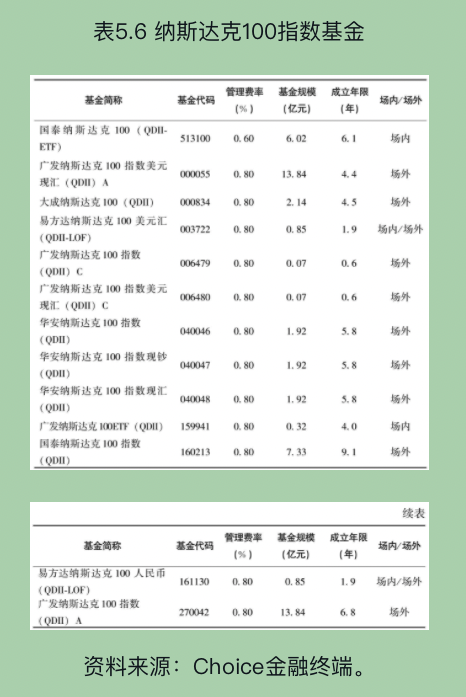 表5.6 纳斯达克100指数基金
基金简称 基金代码 管理费率（%） 基金规模（亿元） 成立年限（年） 场内/场外
国泰纳斯达克 100（QDII-
ETF） 513100 0.60 6.02 6.1 场内
广发纳斯达克 100 指数美元
现汇（QDII）A 000055 0.80 13.84 4.4 场外
大成纳斯达克 100（QDII） 000834 0.80 2.14 4.5 场外
易方达纳斯达克 100 美元汇
(QDII-LOF) 003722 0.80 0.85 1.9 场内/场外
广发纳斯达克 100 指数
（QDII）C 006479 0.80 0.07 0.6 场外
广发纳斯达克 100 指数美元
现汇（QDII）C 006480 0.80 0.07 0.6 场外
华安纳斯达克 100 指数
（QDII） 040046 0.80 1.92 5.8 场外
华安纳斯达克 100 指数现钞
（QDII） 040047 0.80 1.92 5.8 场外
华安纳斯达克 100 指数现汇
（QDII） 040048 0.80 1.92 5.8 场外
广发纳斯达克 100ETF（QDII） 159941 0.80 0.32 4.0 场内
国泰纳斯达克 100 指数
（QDII） 160213 0.80 7.33 9.1 场外
续表
基金简称 基金代码 管理费率（%） 基金规模（亿元） 成立年限（年） 场内/场外
易方达纳斯达克 100 人民币
(QDII-LOF) 161130 0.80 0.85 1.9 场内/场外
广发纳斯达克 100 指数
（QDII）A 270042 0.80 13.84 6.8 场外
资料来源：Choice金融终端。